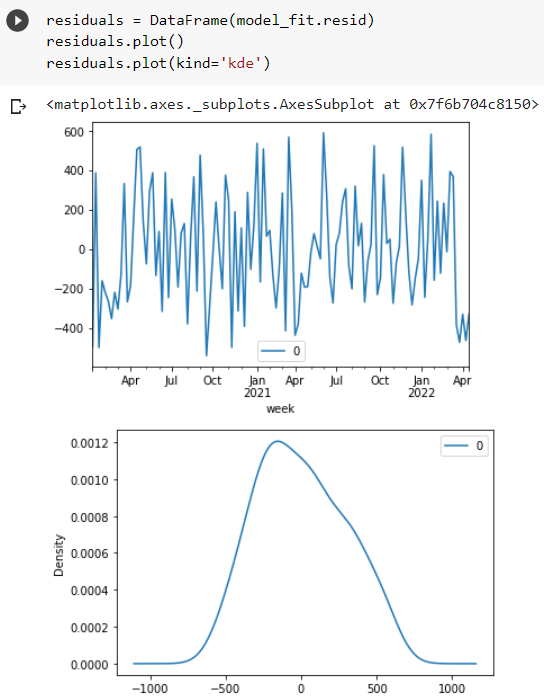 residuals = DataFrame(model_fit.resid)
residuals.plot()
residuals.plot(kind='kde')
<matplotlib.axes._subplots.AxesSubplot at 0x7f6b704c8150>
600
400
200
0
−200
−400
0
Apr Jul Oct Jan Apr Jul Oct Jan Apr
2021 2022
week
0.0012
0.0010
0.0008
0.0006
0.0004
0.0002
0.0000
Density
0
−1000 −500 0 500 1000